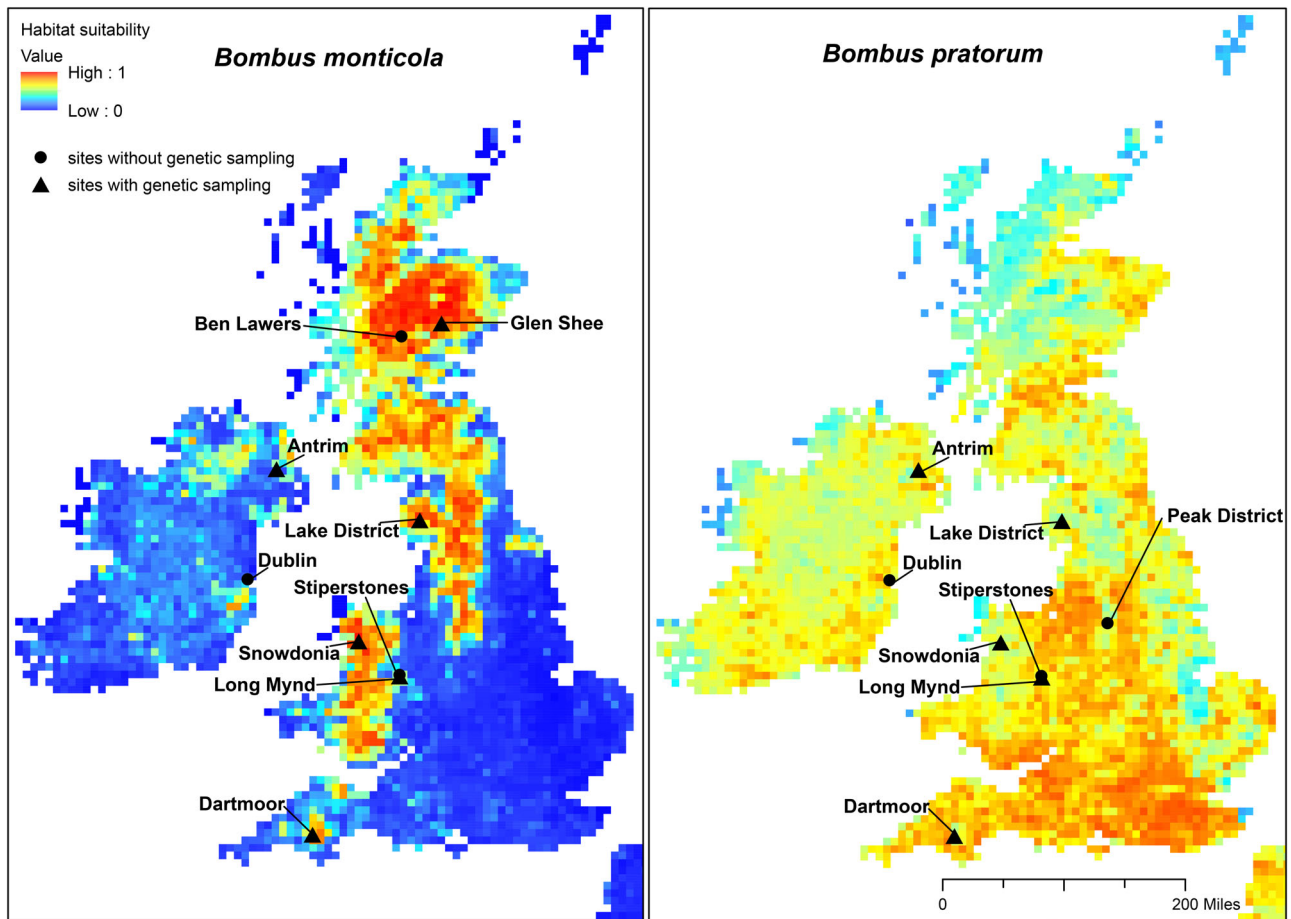 Habitat suitability
Value
High : 1
Low : 0
sites without genetic sampling
sites with genetic sampling
Bombus monticola
Ben Lawers
Glen Shee
Antrim
Lake District
Dublin
Stiperstones
Snowdonia
Long Mynd
Dartmoor
Bombus pratorum
Antrim
Peak District
Lake District
Dublin
Stiperstones
Snowdonia
Long Mynd
Dartmoor
0 200 Miles